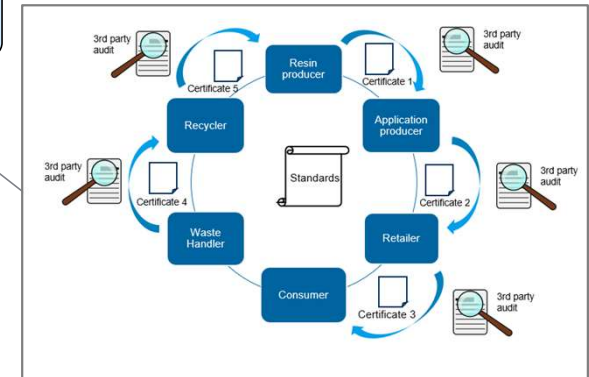 3rd party
audit
Certificate 5
Resin
producer
Certificate 1
3rd party
audit
Recycler
Application
producer
3rd party
audit
Certificate 4
Standards
Certificate 2
3rd party
audit
Waste
Handler
Retailer
Consumer
Certificate 3
3rd party
audit